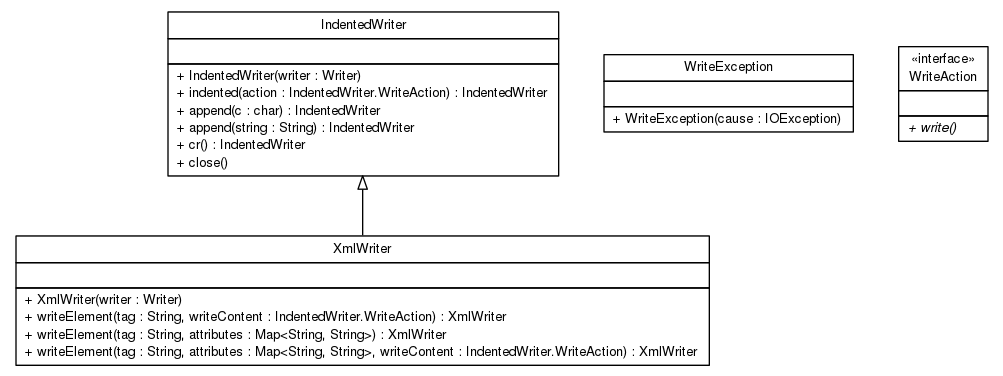 IndentedWriter
+ IndentedWriter(writer : Writer)
+ indented(action : IndentedWriter.WriteAction) : IndentedWriter
+ append(c : char) : IndentedWriter
+ append(string : String) : IndentedWriter
+ cr() : IndentedWriter
+ close()
WriteException
+ WriteException(cause : IOException)
«interface»
WriteAction
+ write()
XmlWriter
+ XmlWriter(writer : Writer)
+ writeElement(tag : String, writeContent : IndentedWriter.WriteAction) : XmlWriter
+ writeElement(tag : String, attributes : Map<String, String>) : XmlWriter
+ writeElement(tag : String, attributes : Map<String, String>, writeContent : IndentedWriter.WriteAction) : XmlWriter